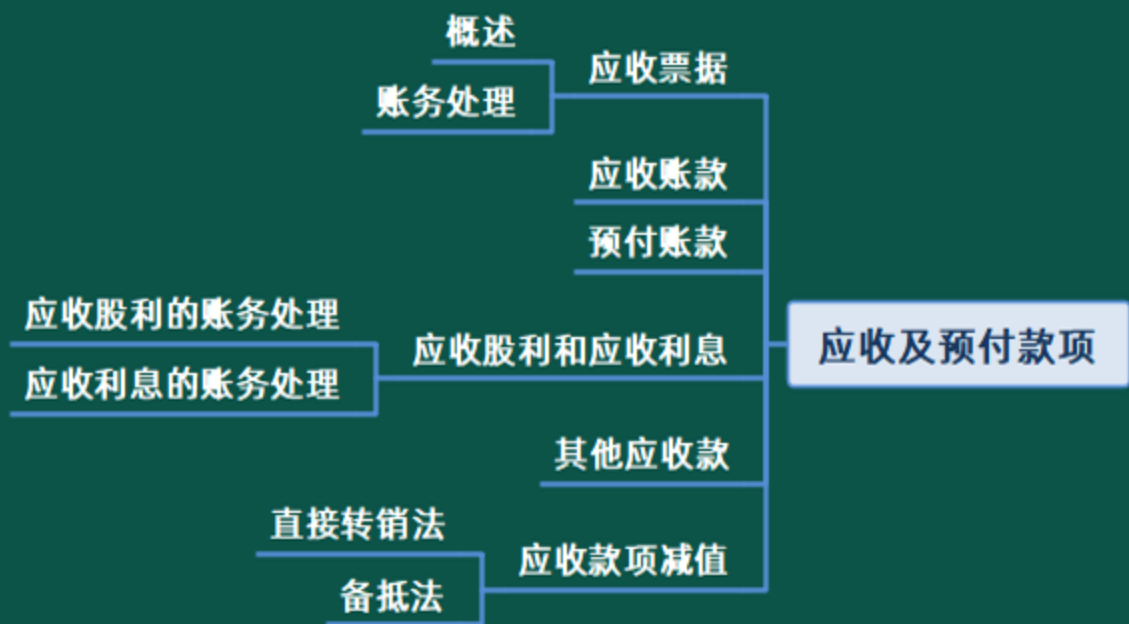 概述
应收票据
账务处理
应收账款
预付账款
应收股利的账务处理
应收股利和应收利息
应收及预付款项
应收利息的账务处理
其他应收款
直接转销法
应收款项减值
备抵法